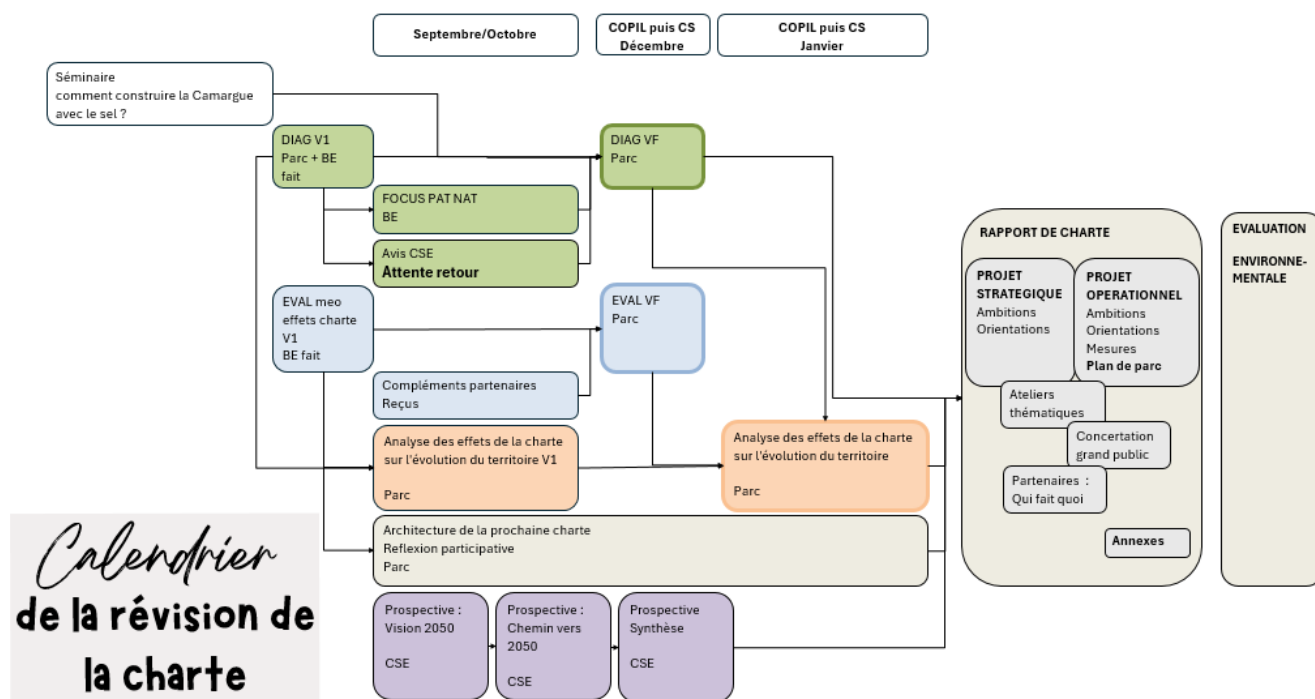 Septembre/Octobre
COPIL puis CS
Décembre
COPIL puis CS
Janvier
Séminaire
comment construire la Camargue
avec le sel ?
DIAG V1
Parc + BE
fait
DIAG VF
Parc
FOCUS PAT NAT
BE
Avis CSE
Attente retour
EVAL meo
effets charte
V1
BE fait
EVAL VF
Parc
Compléments partenaires
Reçus
Analyse des effets de la charte
sur l'évolution du territoire V1
Parc
Analyse des effets de la charte
sur l'évolution du territoire
Parc
Architecture de la prochaine charte
Reflexion participative
Parc
Prospective :
Vision 2050
CSE
Prospective :
Chemin vers
2050
CSE
Prospective
Synthèse
CSE
RAPPORT DE CHARTE
PROJET
STRATEGIQUE
Ambitions
Orientations
PROJET
OPERATIONNEL
Ambitions
Orientations
Mesures
Plan de parc
Ateliers
thématiques
Concertation
grand public
Partenaires :
Qui fait quoi
Annexes
EVALUATION
ENVIRONNE-
MENTALE
Calendrier
de la révision de
la charte